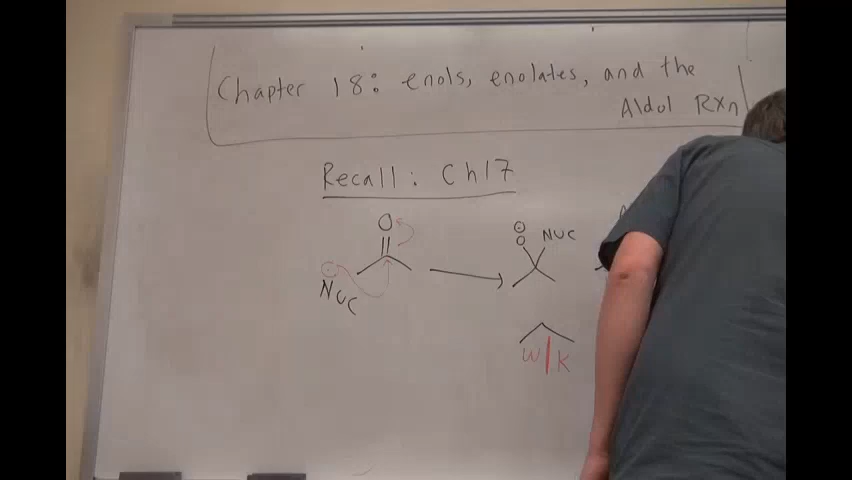 Chapter 18: enols, enolates, and the
Aldol Rxn
Recall: Ch17
O
O NUC
NUC
W/K